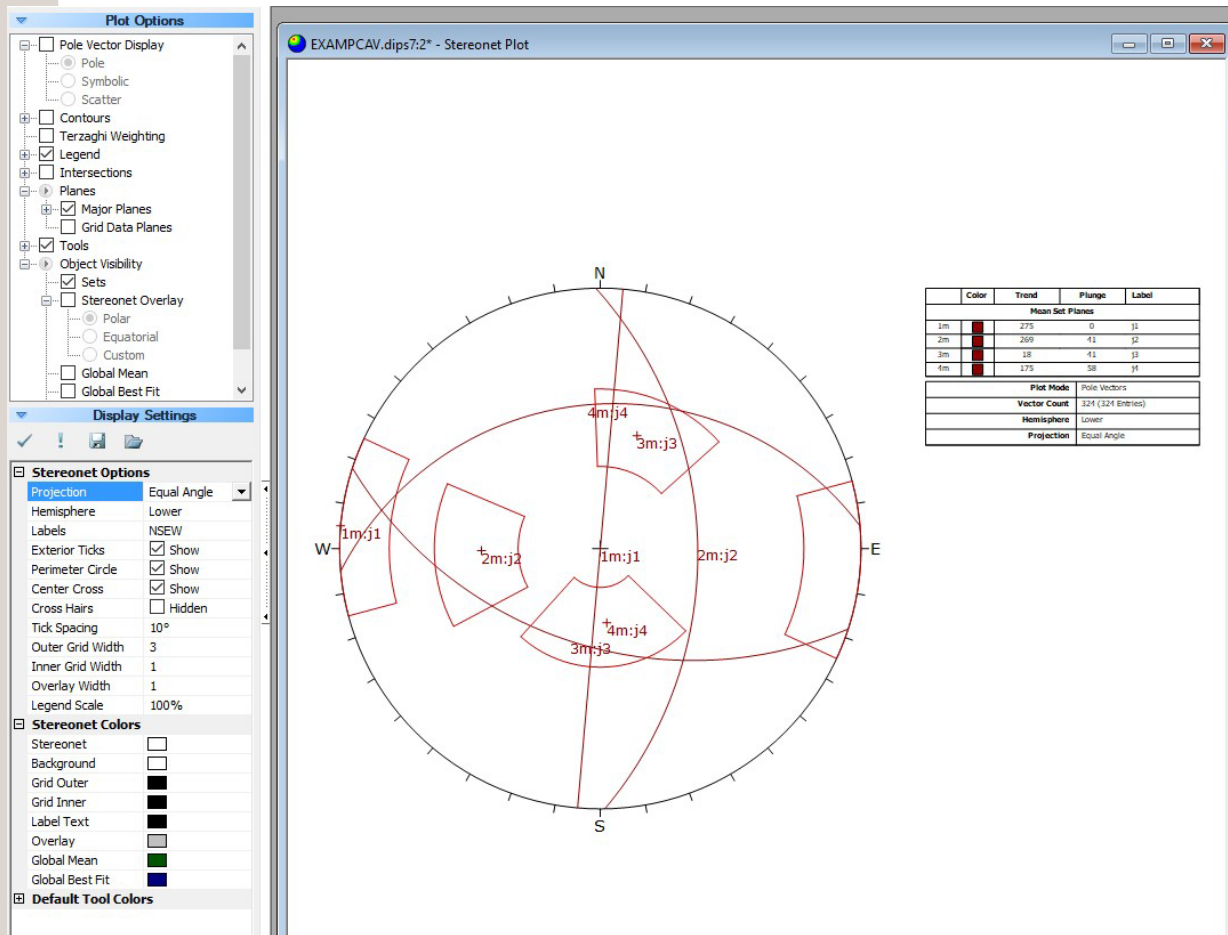 Plot Options
Pole Vector Display
Pole
Symbolic
Scatter
Contours
Terzaghi Weighting
Legend
Intersections
Planes
Major Planes
Grid Data Planes
Tools
Object Visibility
Sets
Stereonet Overlay
Polar
Equatorial
Custom
Global Mean
Global Best Fit
Display Settings
Stereonet Options
Projection Equal Angle
Hemisphere Lower
Labels NSEW
Exterior Ticks Show
Perimeter Circle Show
Center Cross Show
Cross Hairs Hidden
Tick Spacing 10°
Outer Grid Width 3
Inner Grid Width 1
Overlay Width 1
Legend Scale 100%
Stereonet Colors
Stereonet
Background
Grid Outer
Grid Inner
Label Text
Overlay
Global Mean
Global Best Fit
Default Tool Colors
EXAMPCAV.dips7:2* - Stereonet Plot
N
4m:j4
3m:j3
1m:j1
W
2m:j2
1m:j1
2m:j2
E
4m:j4
3m:j3
S
Color Trend Plunge Label
Mean Set Planes
1m 275 0 j1
2m 269 41 j2
3m 18 41 j3
4m 175 58 j4
Plot Mode Pole Vectors
Vector Count 324 (324 Entries)
Hemisphere Lower
Projection Equal Angle